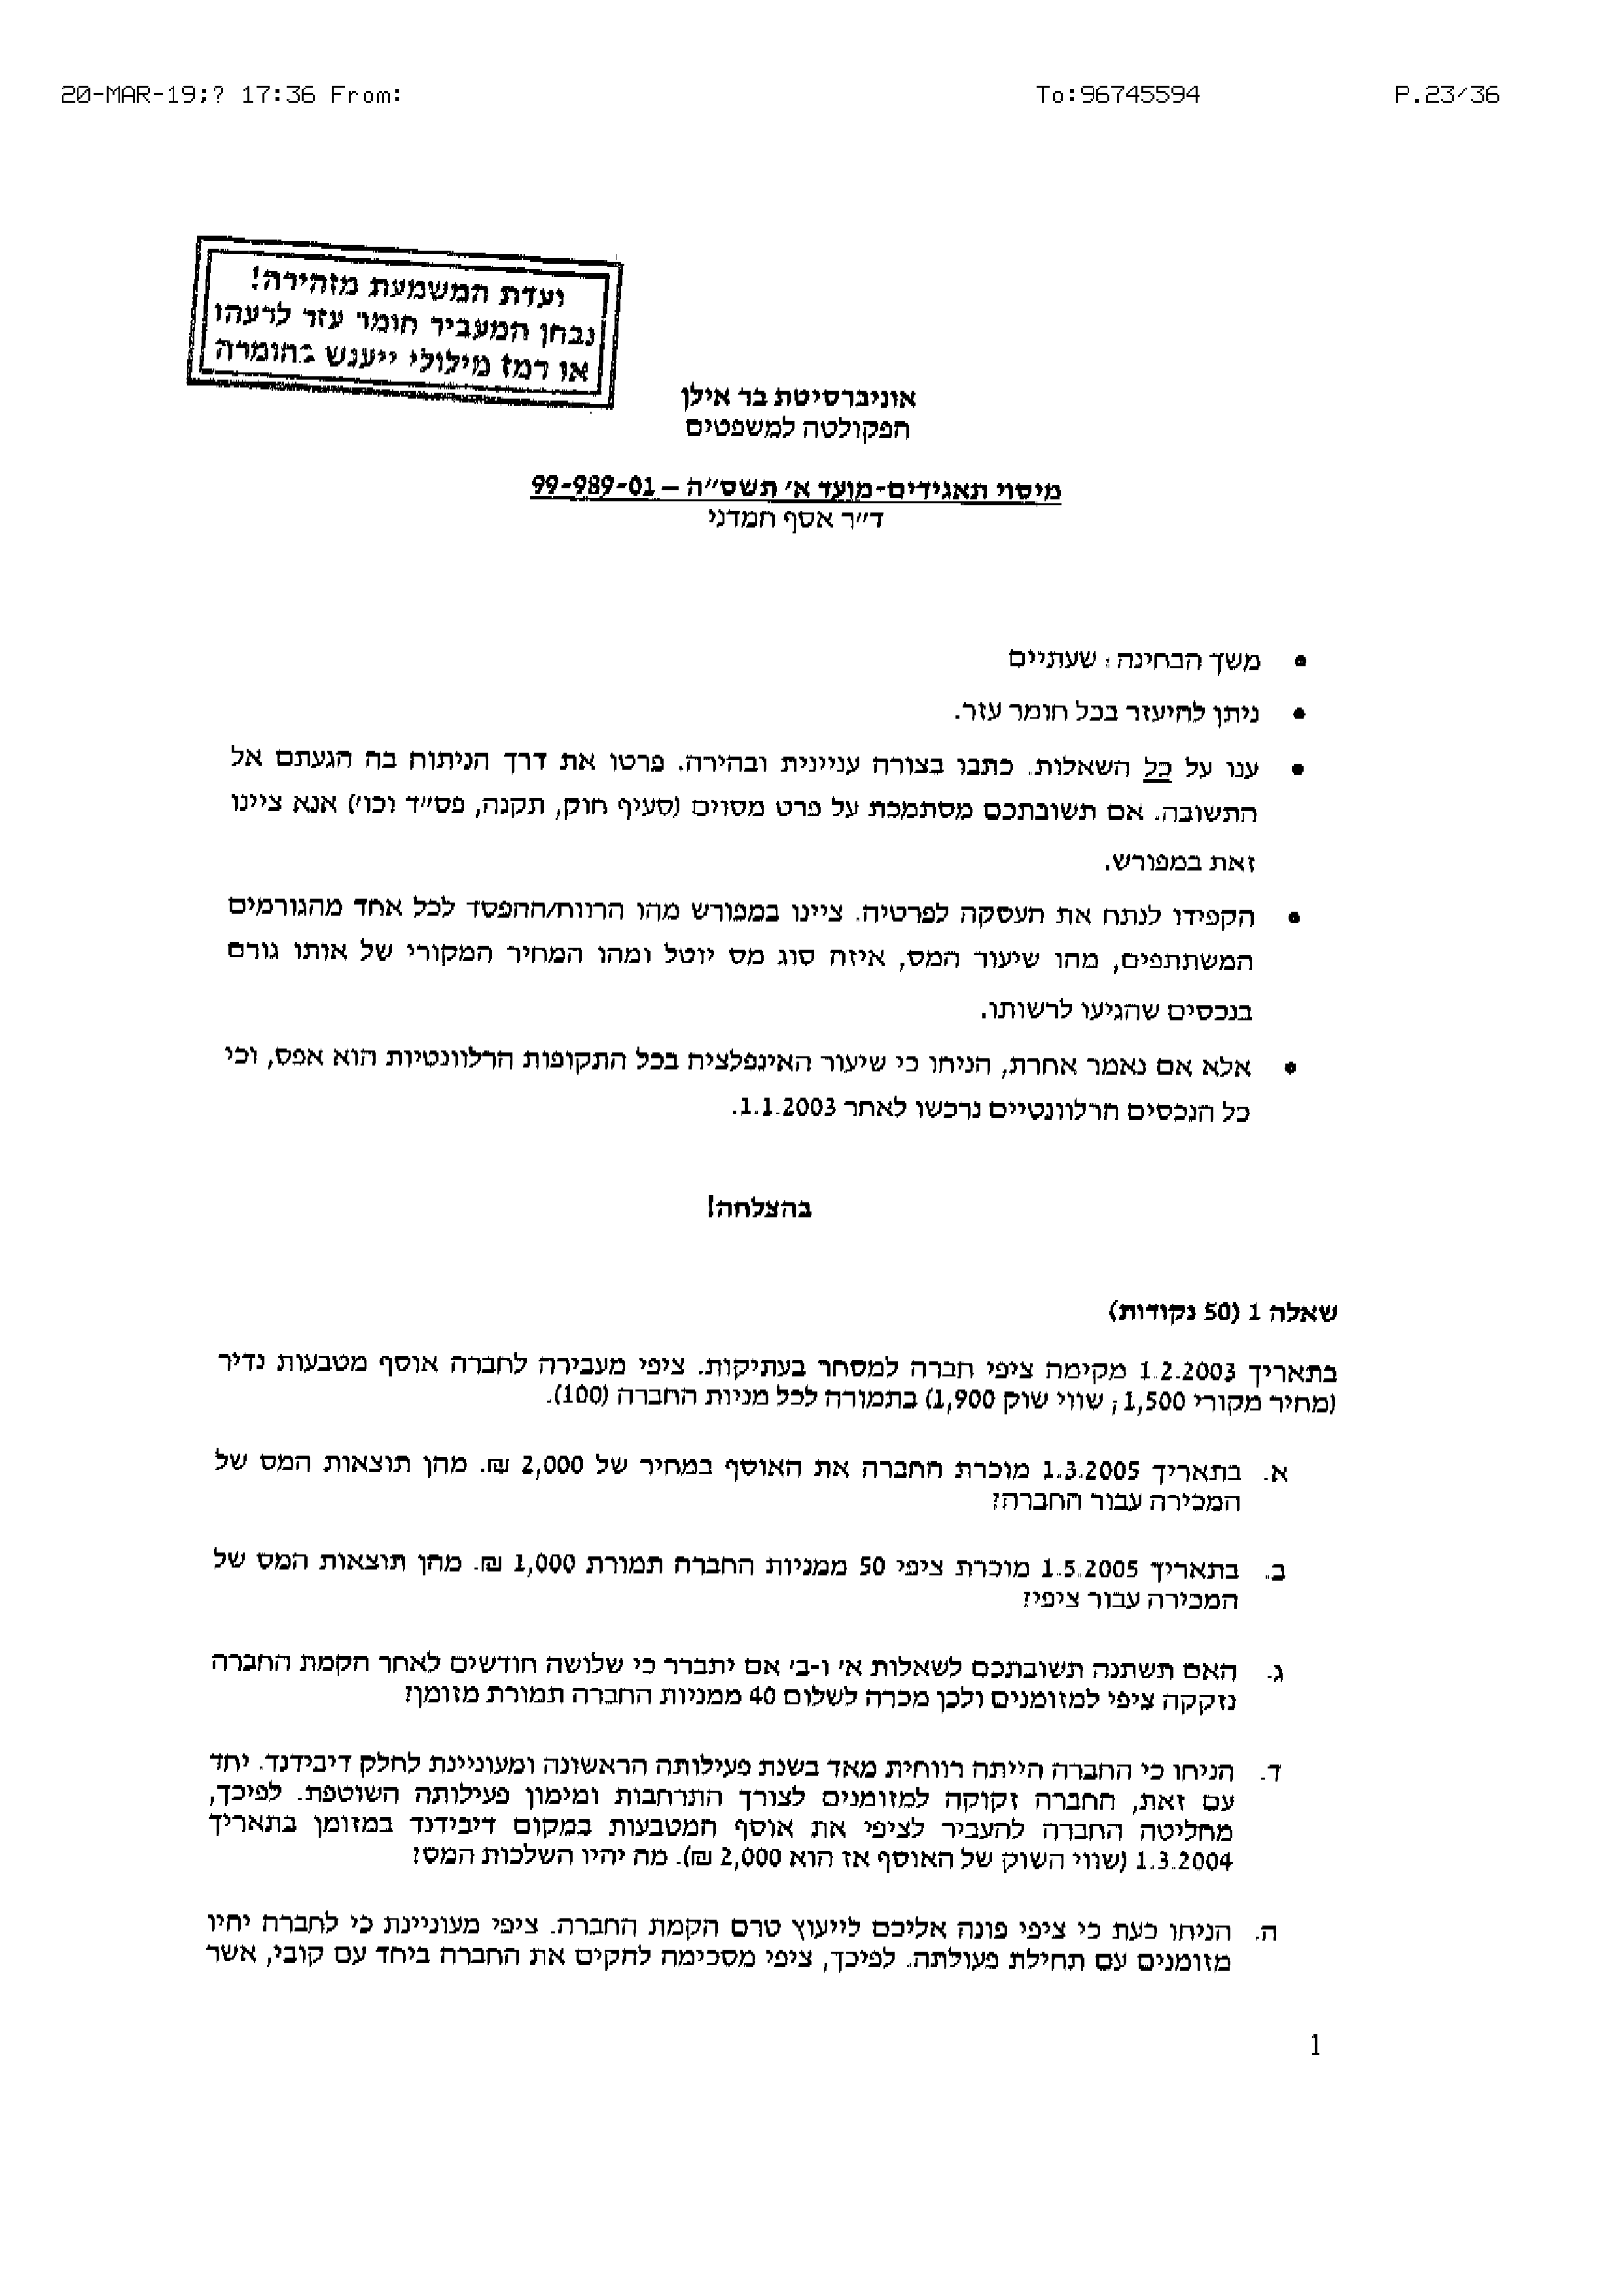 20-MAR-19;? 17:36 From: To:96745594 P.23/36
ועדת המשמעת מזהירה!
נבחן המעביר חומר עזר לרעהו
או רמז מילולי ייענש בחומרה
אוניברסיטת בר אילן
הפקולטה למשפטים
מיסוי תאגידים-מועד א' תשס"ה – 99-989-01
ד"ר אסף חמדני
• משך הבחינה: שעתיים
• ניתן להיעזר בכל חומר עזר.
• ענו על כל השאלות. כתבו בצורה עניינית ובהירה. פרטו את דרך הניתוח בה הגעתם אל
התשובה. אם תשובתכם מסתמכת על פרט מסוים (סעיף חוק, תקנה, פס"ד וכו') אנא ציינו
זאת במפורש.
• הקפידו לנתח את העסקה לפרטיה. ציינו במפורש מהו הרווח/ההפסד לכל אחד מהגורמים
המשתתפים, מהו שיעור המס, איזה סוג מס יוטל ומהו המחיר המקורי של אותו גורם
בנכסים שהגיעו לרשותו.
• אלא אם נאמר אחרת, הניחו כי שיעור האינפלציה בכל התקופות הרלוונטיות הוא אפס, וכי
כל הנכסים הרלוונטיים נרכשו לאחר 1.1.2003.
בהצלחה!
שאלה 1 (50 נקודות)
בתאריך 1.2.2003 מקימה ציפי חברה למסחר בעתיקות. ציפי מעבירה לחברה אוסף מטבעות נדיר
(מחיר מקורי 1,500; שווי שוק 1,900) בתמורה לכל מניות החברה (100).
א. בתאריך 1.3.2005 מוכרת החברה את האוסף במחיר של 2,000 ₪. מהן תוצאות המס של
המכירה עבור החברה?
ב. בתאריך 1.5.2005 מוכרת ציפי 50 ממניות החברה תמורת 1,000 ₪. מהן תוצאות המס של
המכירה עבור ציפי?
ג. האם תשתנה תשובתכם לשאלות א' ו-ב' אם יתברר כי שלושה חודשים לאחר הקמת החברה
נזקקה ציפי למזומנים ולכן מכרה לשלום 40 ממניות החברה תמורת מזומן?
ד. הניחו כי החברה הייתה רווחית מאד בשנת פעילותה הראשונה ומעוניינת לחלק דיבידנד. יחד
עם זאת, החברה זקוקה למזומנים לצורך התרחבות ומימון פעילותה השוטפת. לפיכך,
מחליטה החברה להעביר לציפי את אוסף המטבעות במקום דיבידנד במזומן בתאריך
1.3.2004 (שווי השוק של האוסף אז הוא 2,000 ₪). מה יהיו השלכות המס?
ה. הניחו כעת כי ציפי פונה אליכם לייעוץ טרם הקמת החברה. ציפי מעוניינת כי לחברה יהיו
מזומנים עם תחילת פעולתה. לפיכך, ציפי מסכימה להקים את החברה ביחד עם קובי, אשר
1